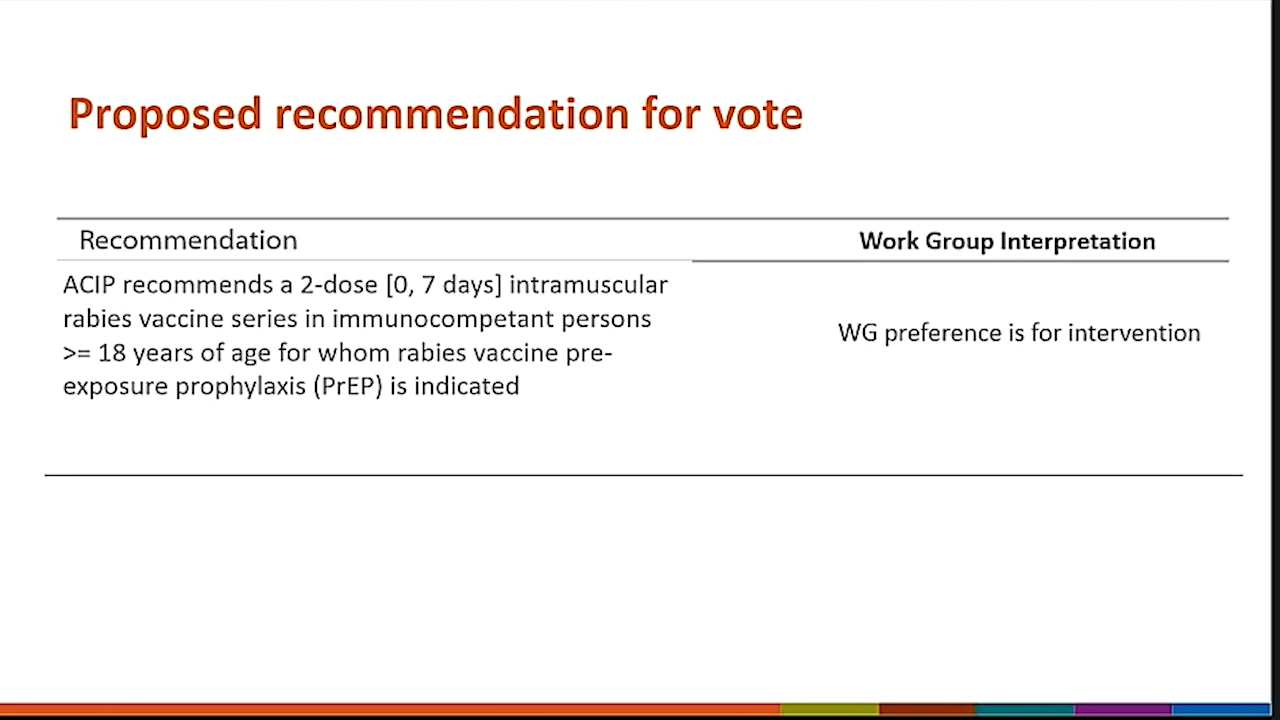 Proposed recommendation for vote
Recommendation
Work Group Interpretation
ACIP recommends a 2-dose [0, 7 days] intramuscular
rabies vaccine series in immunocompetant persons
>= 18 years of age for whom rabies vaccine pre-
exposure prophylaxis (PrEP) is indicated
WG preference is for intervention